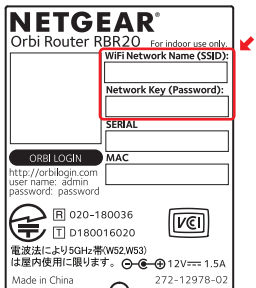 NETGEAR®
Orbi Router RBR20 For indoor use only.
WiFi Network Name (SSID):
Network Key (Password):
SERIAL
MAC
ORBI LOGIN
http://orbilogin.com
user name: admin
password: password
R 020-180036
T D180016020
VCI
電波法により5GHz帯(W52,W53)
は屋内使用に限ります。
12V 1.5A
Made in China
272-12978-02